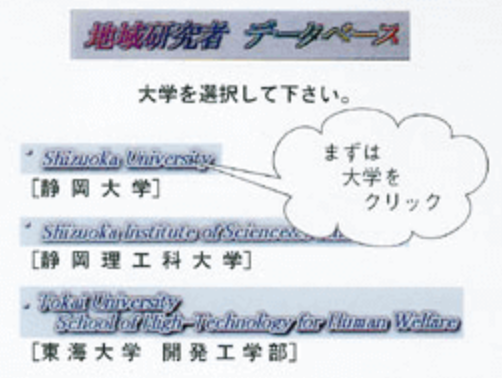 地域研究者 データベース
大学を選択して下さい。
まずは
大学を
クリック
・Shizuoka University
[静岡大学]
・Shizuoka Institute of Science
[静岡理工科大学]
・Tokai University
School of High-Technology for Human Welfare
[東海大学 開発工学部]